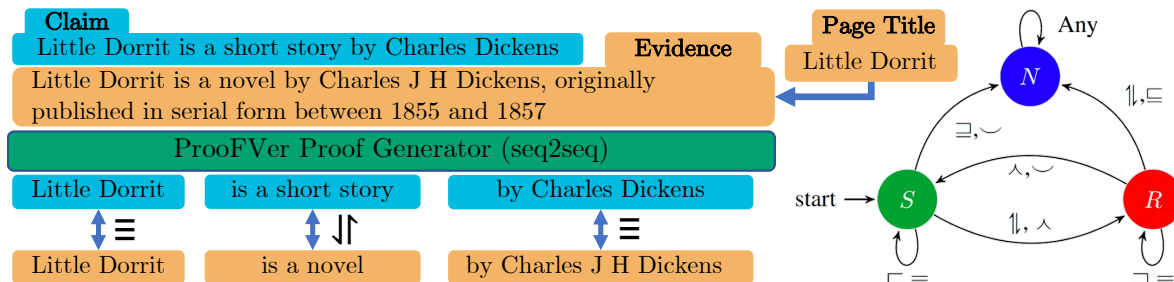 Claim
Little Dorrit is a short story by Charles Dickens
Evidence
Page Title
Little Dorrit
Little Dorrit is a novel by Charles J H Dickens, originally
published in serial form between 1855 and 1857
ProoFVer Proof Generator (seq2seq)
Little Dorrit is a short story by Charles Dickens
≡ ⥯ ≡
Little Dorrit is a novel by Charles J H Dickens
Any
N
⥮,⊑
⊒,⌣
⋏,⌣
start S R
⥮, ⋏